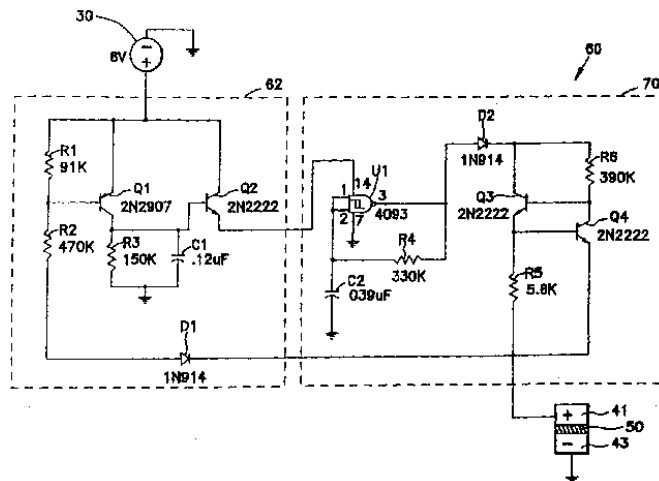 30
6V
-
+
62
60
70
R1
91K
Q1
2N2907
Q2
2N2222
R2
470K
R3
150K
C1
.12uF
D1
1N914
D2
1N914
U1
14
1
2
3
7
4093
R4
330K
C2
.039uF
Q3
2N2222
R6
390K
Q4
2N2222
R5
5.8K
+
41
50
-
43